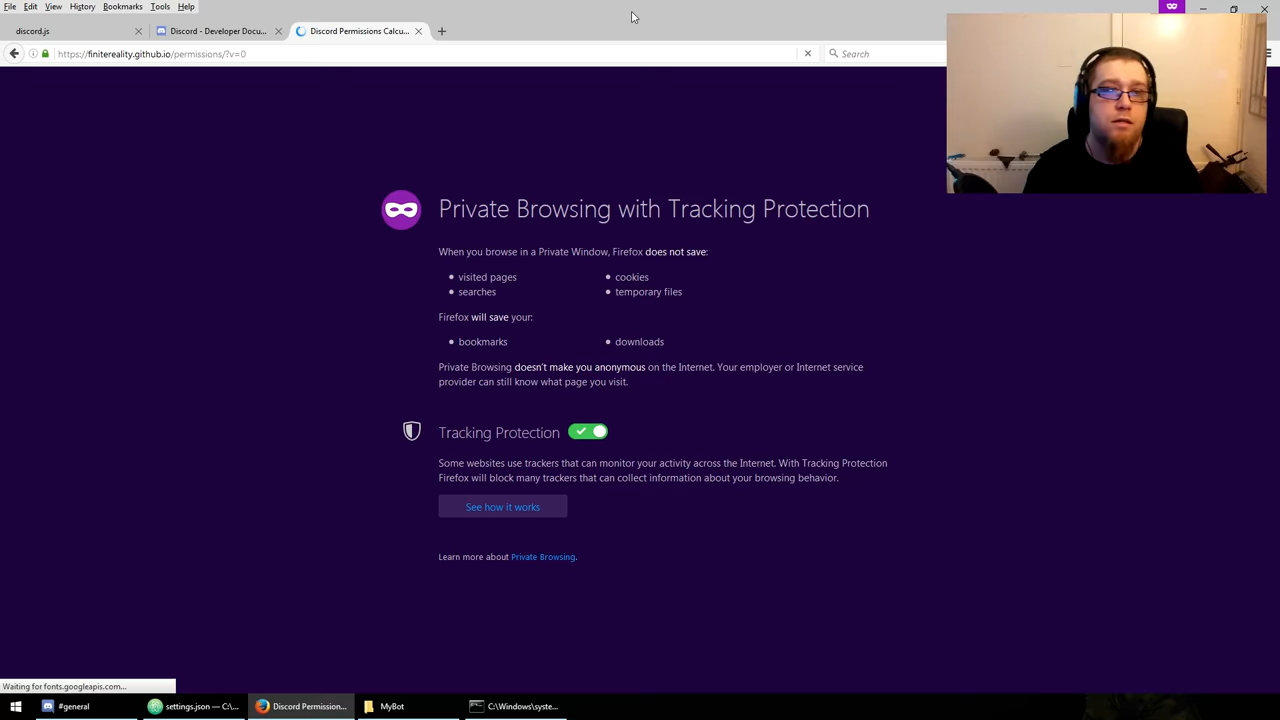 File Edit View History Bookmarks Tools Help
discord.js
Discord - Developer Docu...
Discord Permissions Calcu...
https://finitereality.github.io/permissions/?v=0
Search
Private Browsing with Tracking Protection
When you browse in a Private Window, Firefox does not save:
visited pages
cookies
searches
temporary files
Firefox will save your:
bookmarks
downloads
Private Browsing doesn't make you anonymous on the Internet. Your employer or Internet service
provider can still know what page you visit.
Tracking Protection
Some websites use trackers that can monitor your activity across the Internet. With Tracking Protection
Firefox will block many trackers that can collect information about your browsing behavior.
See how it works
Learn more about Private Browsing.
Waiting for fonts.googleapis.com...
#general
settings.json — C:\...
Discord Permission...
MyBot
C:\Windows\syste...